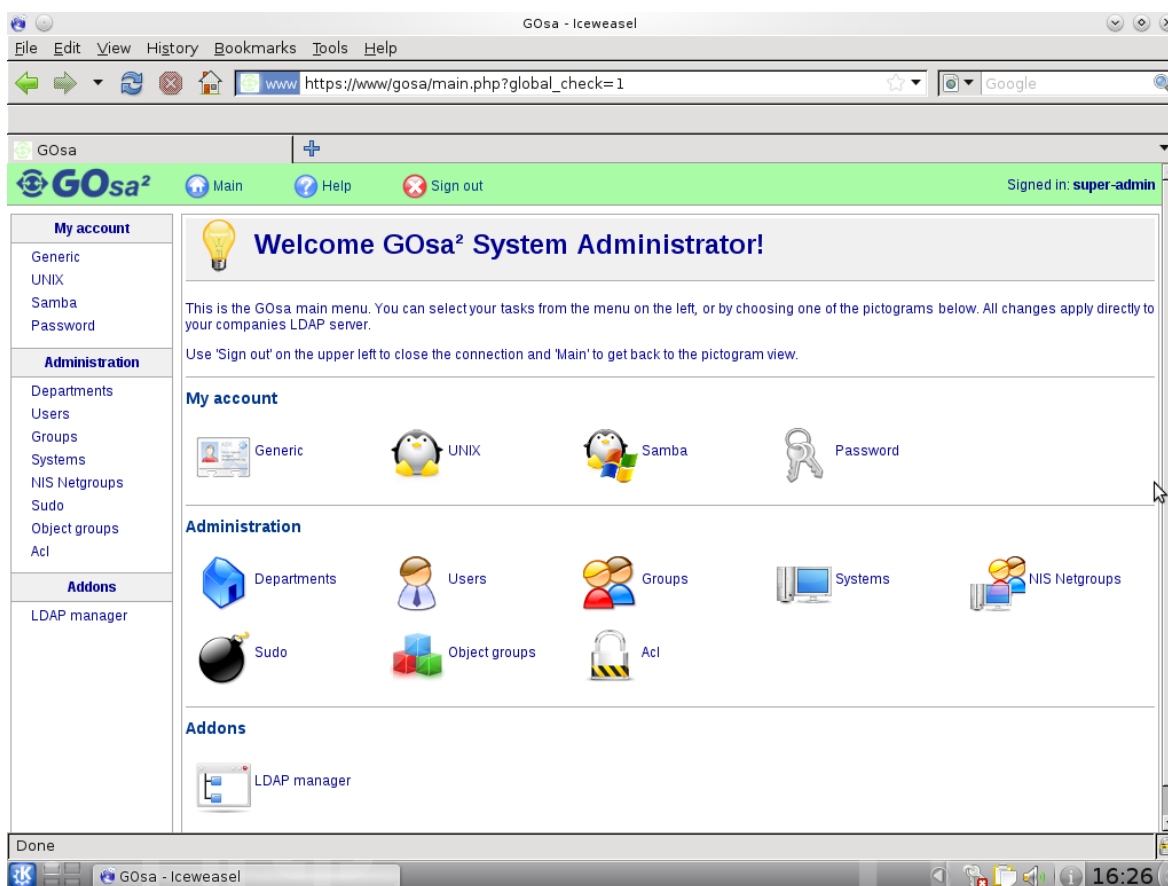 GOsa - Iceweasel
File Edit View History Bookmarks Tools Help
www https://www/gosa/main.php?global_check=1 Google
GOsa
GOsa² Main Help Sign out Signed in: super-admin
My account
Generic
UNIX
Samba
Password
Administration
Departments
Users
Groups
Systems
NIS Netgroups
Sudo
Object groups
Acl
Addons
LDAP manager
Welcome GOsa² System Administrator!
This is the GOsa main menu. You can select your tasks from the menu on the left, or by choosing one of the pictograms below. All changes apply directly to
your companies LDAP server.
Use 'Sign out' on the upper left to close the connection and 'Main' to get back to the pictogram view.
My account
Generic UNIX Samba Password
Administration
Departments Users Groups Systems NIS Netgroups
Sudo Object groups Acl
Addons
LDAP manager
Done
GOsa - Iceweasel 16:26